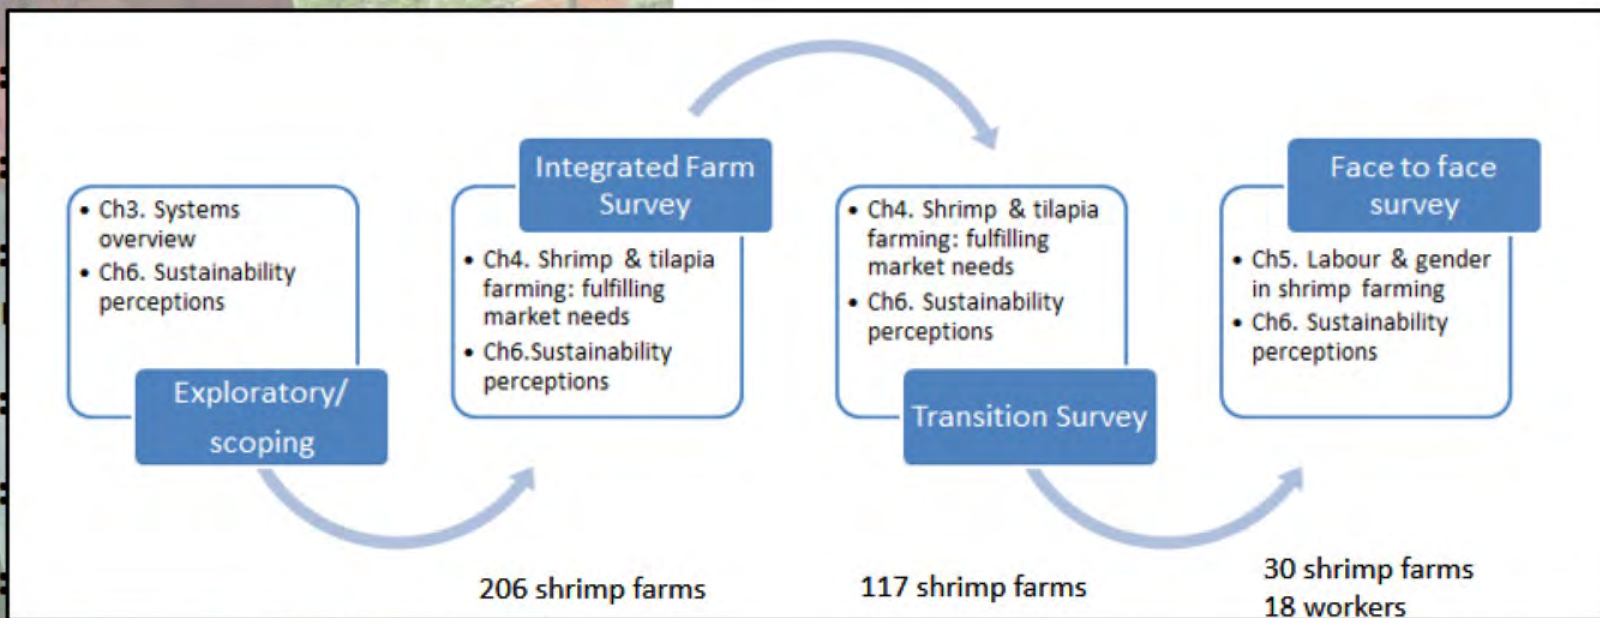 • Ch3. Systems
overview
• Ch6. Sustainability
perceptions
Exploratory/
scoping
Integrated Farm
Survey
• Ch4. Shrimp & tilapia
farming: fulfilling
market needs
• Ch6.Sustainability
perceptions
206 shrimp farms
• Ch4. Shrimp & tilapia
farming: fulfilling
market needs
• Ch6. Sustainability
perceptions
Transition Survey
117 shrimp farms
Face to face
survey
• Ch5. Labour & gender
in shrimp farming
• Ch6. Sustainability
perceptions
30 shrimp farms
18 workers